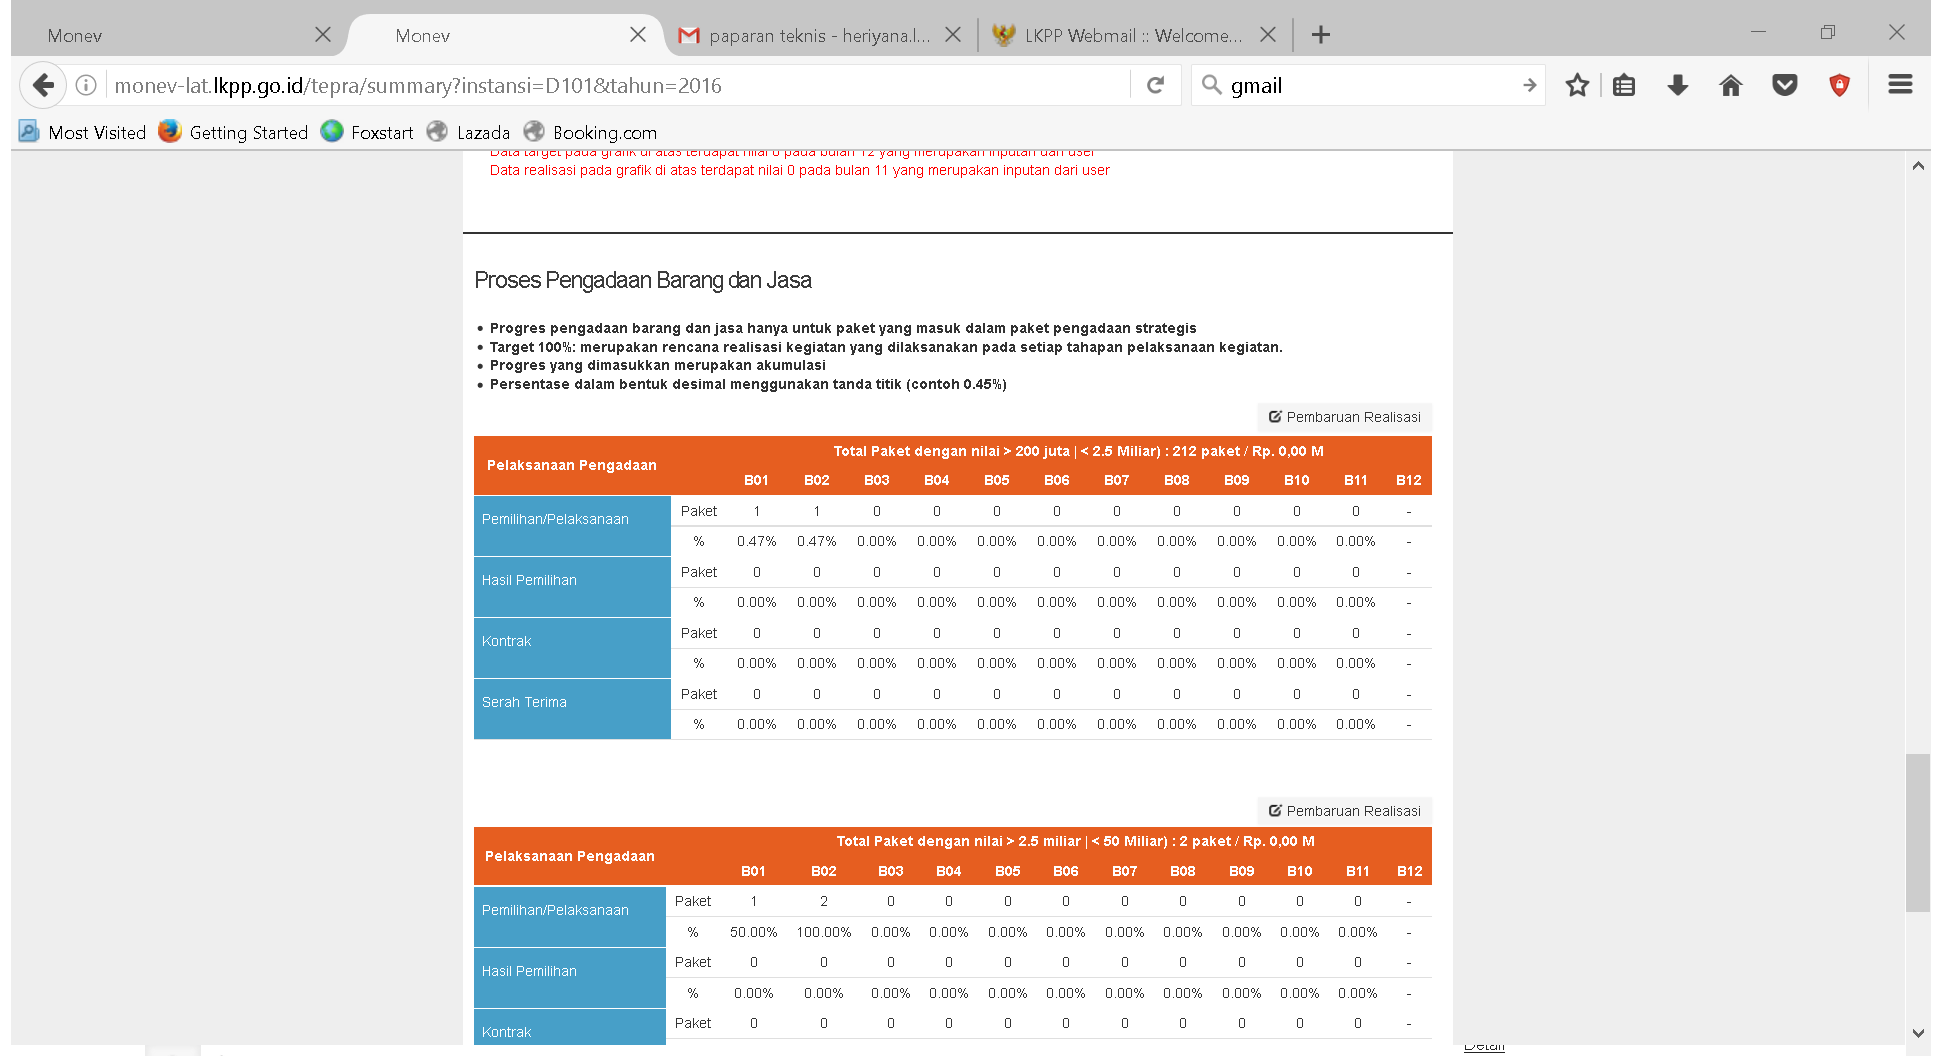 Monev
Monev
paparan teknis - heriyana.l...
LKPP Webmail :: Welcome...
monev-lat.lkpp.go.id/tepra/summary?instansi=D101&tahun=2016
gmail
Most Visited Getting Started Foxstart Lazada Booking.com
Data target pada grafik di atas terdapat nilai 0 pada bulan 12 yang merupakan inputan dari user
Data realisasi pada grafik di atas terdapat nilai 0 pada bulan 11 yang merupakan inputan dari user
Proses Pengadaan Barang dan Jasa
• Progres pengadaan barang dan jasa hanya untuk paket yang masuk dalam paket pengadaan strategis
• Target 100%: merupakan rencana realisasi kegiatan yang dilaksanakan pada setiap tahapan pelaksanaan kegiatan.
• Progres yang dimasukkan merupakan akumulasi
• Persentase dalam bentuk desimal menggunakan tanda titik (contoh 0.45%)
Pembaruan Realisasi
Pelaksanaan Pengadaan
Total Paket dengan nilai > 200 juta | < 2.5 Miliar) : 212 paket / Rp. 0,00 M
B01 B02 B03 B04 B05 B06 B07 B08 B09 B10 B11 B12
Pemilihan/Pelaksanaan
Paket 1 1 0 0 0 0 0 0 0 0 0 -
% 0.47% 0.47% 0.00% 0.00% 0.00% 0.00% 0.00% 0.00% 0.00% 0.00% 0.00% -
Hasil Pemilihan
Paket 0 0 0 0 0 0 0 0 0 0 0 -
% 0.00% 0.00% 0.00% 0.00% 0.00% 0.00% 0.00% 0.00% 0.00% 0.00% 0.00% -
Kontrak
Paket 0 0 0 0 0 0 0 0 0 0 0 -
% 0.00% 0.00% 0.00% 0.00% 0.00% 0.00% 0.00% 0.00% 0.00% 0.00% 0.00% -
Serah Terima
Paket 0 0 0 0 0 0 0 0 0 0 0 -
% 0.00% 0.00% 0.00% 0.00% 0.00% 0.00% 0.00% 0.00% 0.00% 0.00% 0.00% -
Pembaruan Realisasi
Pelaksanaan Pengadaan
Total Paket dengan nilai > 2.5 miliar | < 50 Miliar) : 2 paket / Rp. 0,00 M
B01 B02 B03 B04 B05 B06 B07 B08 B09 B10 B11 B12
Pemilihan/Pelaksanaan
Paket 1 2 0 0 0 0 0 0 0 0 0 -
% 50.00% 100.00% 0.00% 0.00% 0.00% 0.00% 0.00% 0.00% 0.00% 0.00% 0.00% -
Hasil Pemilihan
Paket 0 0 0 0 0 0 0 0 0 0 0 -
% 0.00% 0.00% 0.00% 0.00% 0.00% 0.00% 0.00% 0.00% 0.00% 0.00% 0.00% -
Kontrak
Paket 0 0 0 0 0 0 0 0 0 0 0 -
Detail